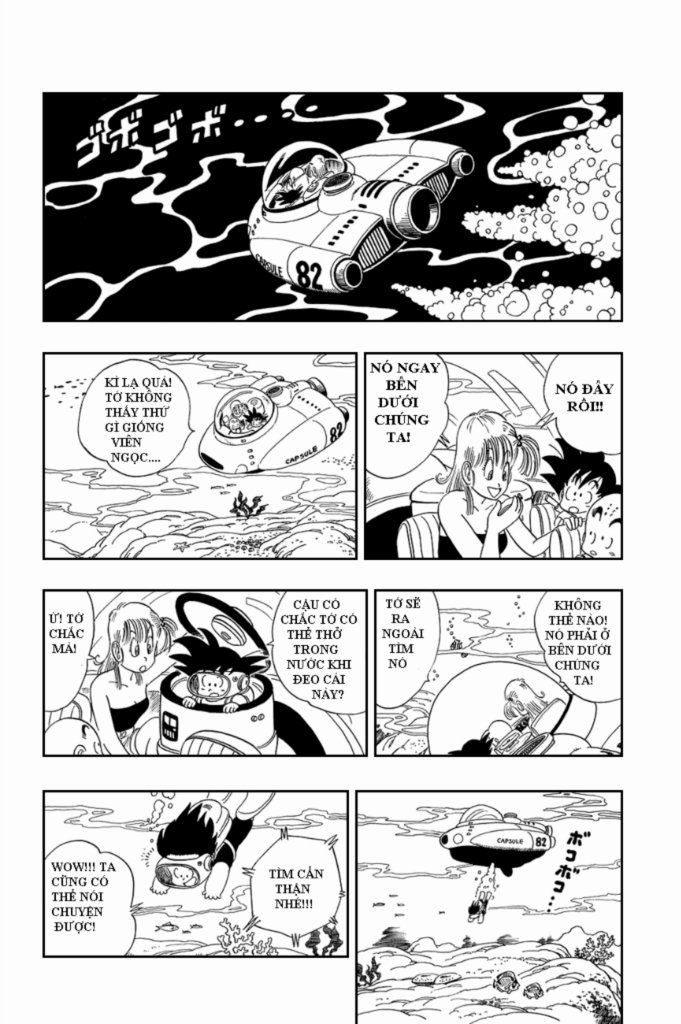 ゴボゴボ・・・
CAPSULE
82
NÓ ĐÂY
RỒI!!
NÓ NGAY
BÊN
DƯỚI
CHÚNG
TA!
KÌ LẠ QUÁ!
TỚ KHÔNG
THẤY THỨ
GÌ GIỐNG
VIÊN
NGỌC....
CAPSULE
82
KHÔNG
THỂ NÀO!
NÓ PHẢI Ở
BÊN DƯỚI
CHÚNG
TA!
TỚ SẼ
RA
NGOÀI
TÌM
NÓ
CẬU CÓ
CHẮC TỚ CÓ
THỂ THỞ
TRONG
NƯỚC KHI
ĐEO CÁI
NÀY?
Ừ! TỚ
CHẮC
MÀ!
CAPSULE
82
ボコボコ・・・
TÌM CẨN
THẬN
NHÉ!!!
WOW!!! TA
CŨNG CÓ
THỂ NÓI
CHUYỆN
ĐƯỢC!